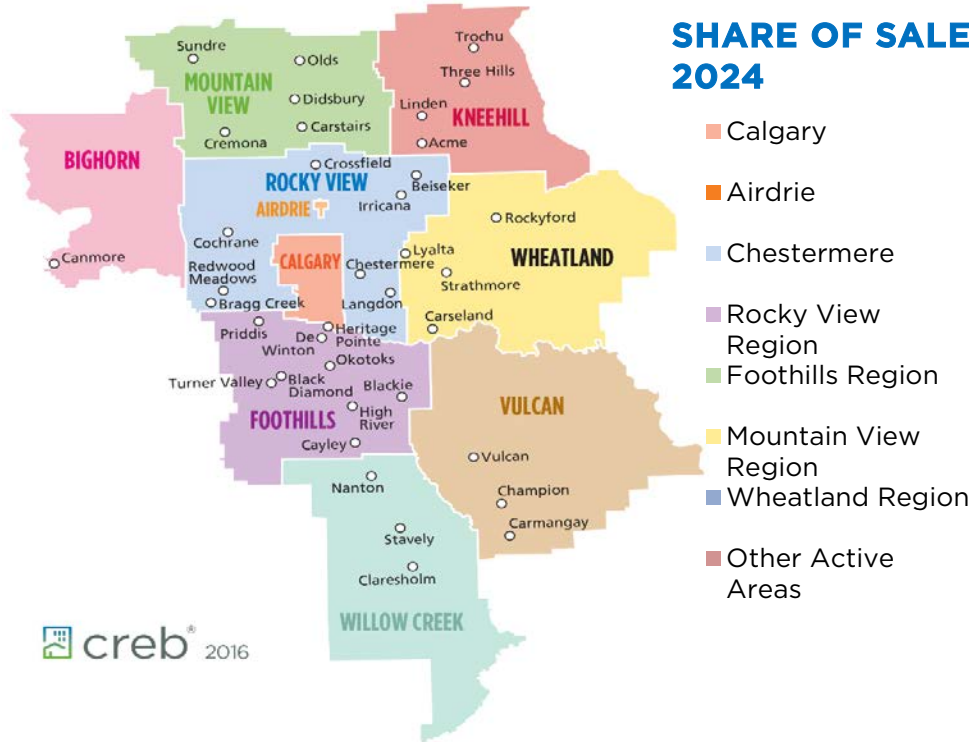 SHARE OF SALE
2024
Sundre
Olds
MOUNTAIN
VIEW
Didsbury
Carstairs
Cremona
Trochu
Three Hills
Linden
KNEEHILL
Acme
BIGHORN
Canmore
Crossfield
ROCKY VIEW
Beiseker
AIRDRIE
Irricana
Cochrane
Redwood
Meadows
Bragg Creek
CALGARY
Chestermere
Langdon
Rockyford
Lyalta
WHEATLAND
Strathmore
Carseland
Priddis
De
Winton
Heritage
Pointe
Okotoks
Turner Valley
Black
Diamond
Blackie
FOOTHILLS
High
River
Cayley
VULCAN
Vulcan
Champion
Carmangay
Nanton
Stavely
Claresholm
WILLOW CREEK
creb® 2016
Calgary
Airdrie
Chestermere
Rocky View
Region
Foothills Region
Mountain View
Region
Wheatland Region
Other Active
Areas